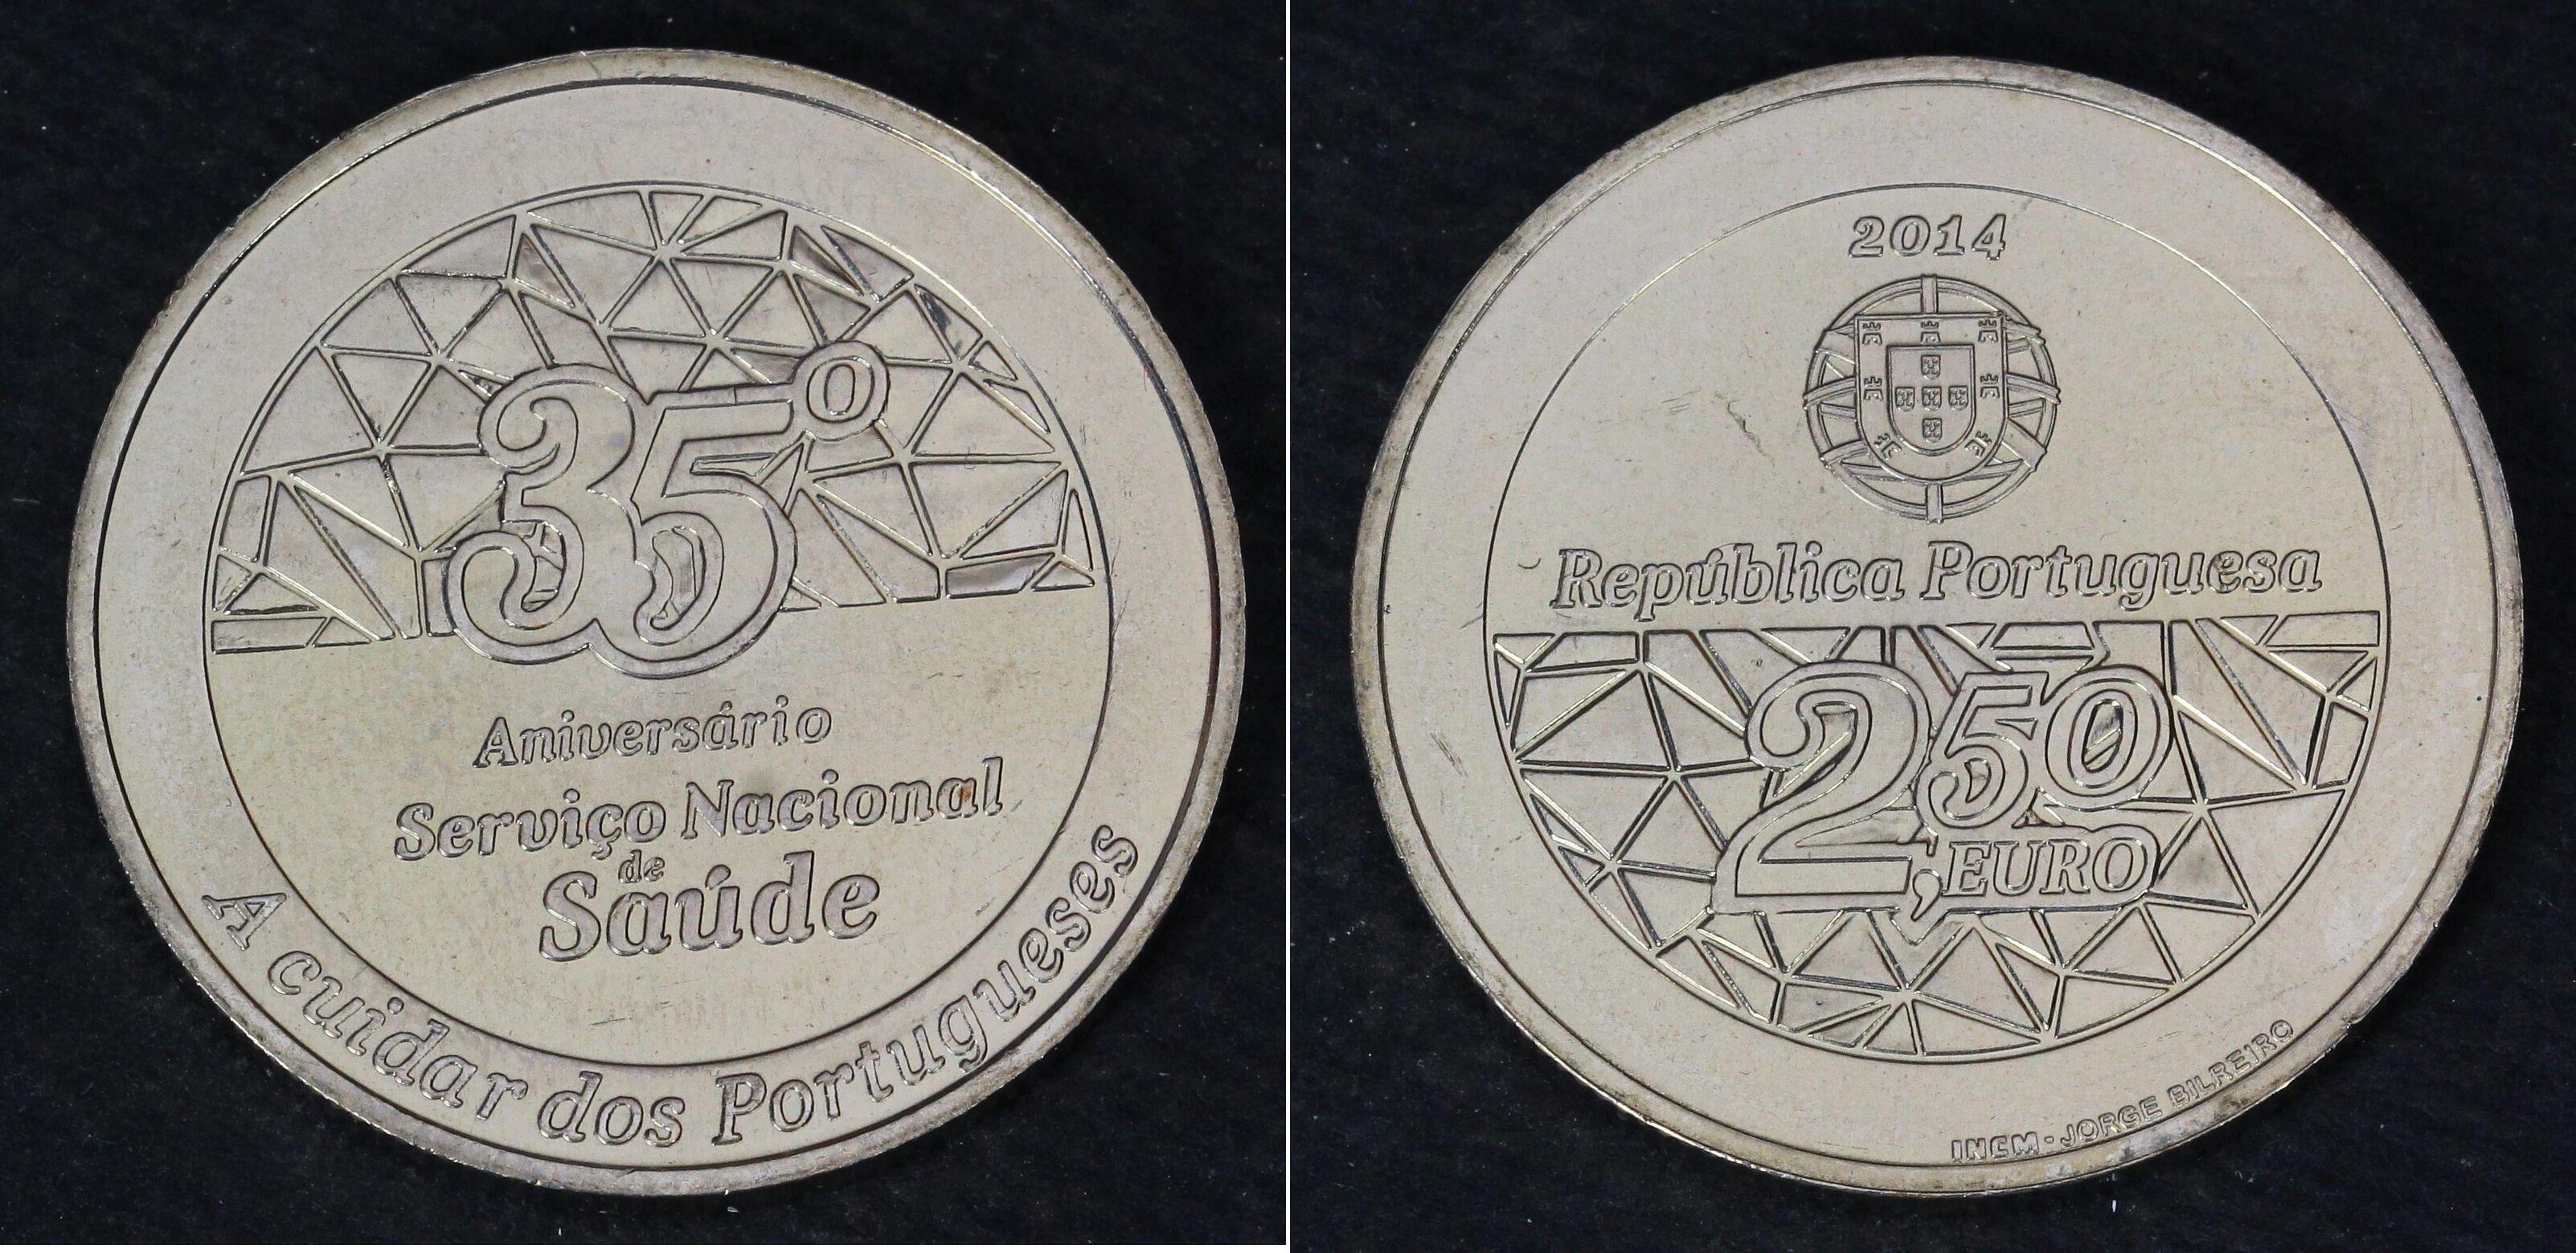 35º
Aniversário
Serviço Nacional
de
Saúde
A cuidar dos Portugueses
2014
República Portuguesa
2,50
EURO
INCM - JORGE BILREIRO